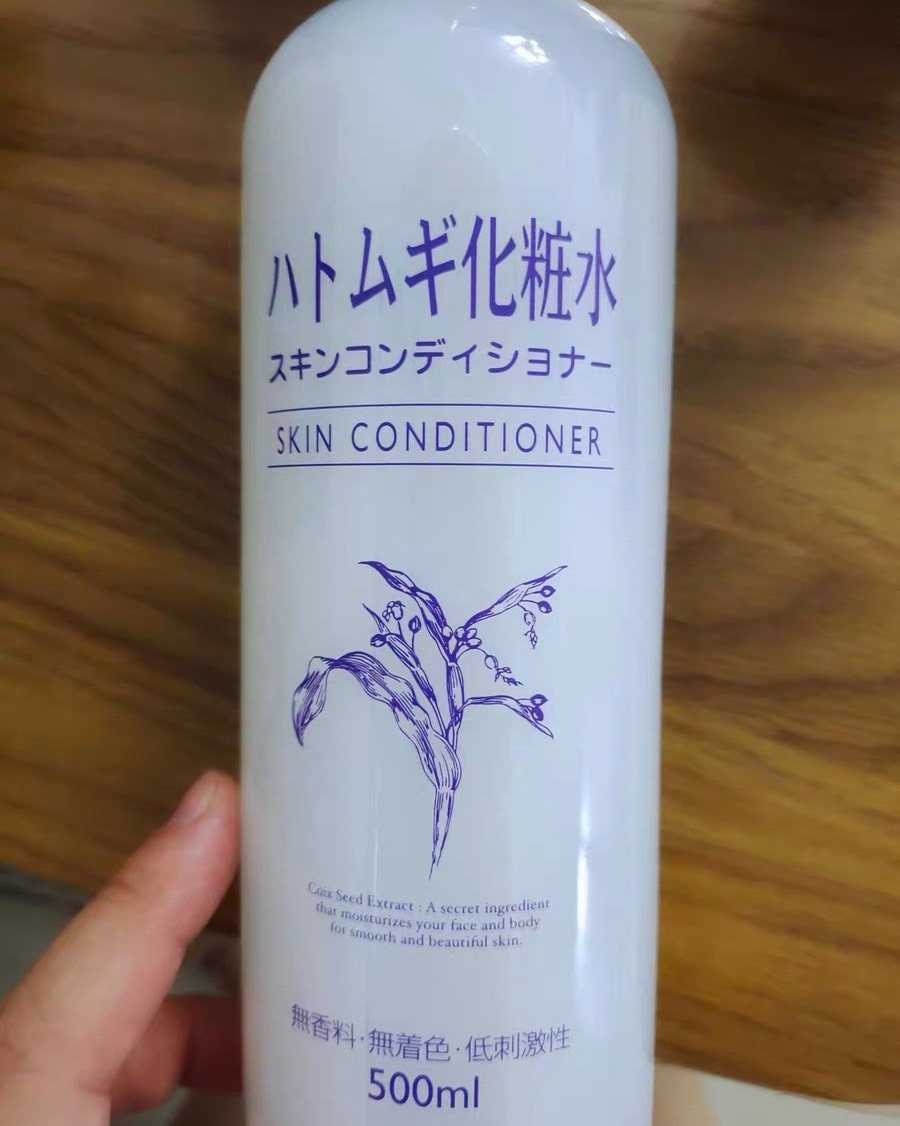 ハトムギ化粧水
スキンコンディショナー
SKIN CONDITIONER
Coix Seed Extract : A secret ingredient
that moisturizes your face and body
for smooth and beautiful skin.
無香料・無着色・低刺激性
500ml